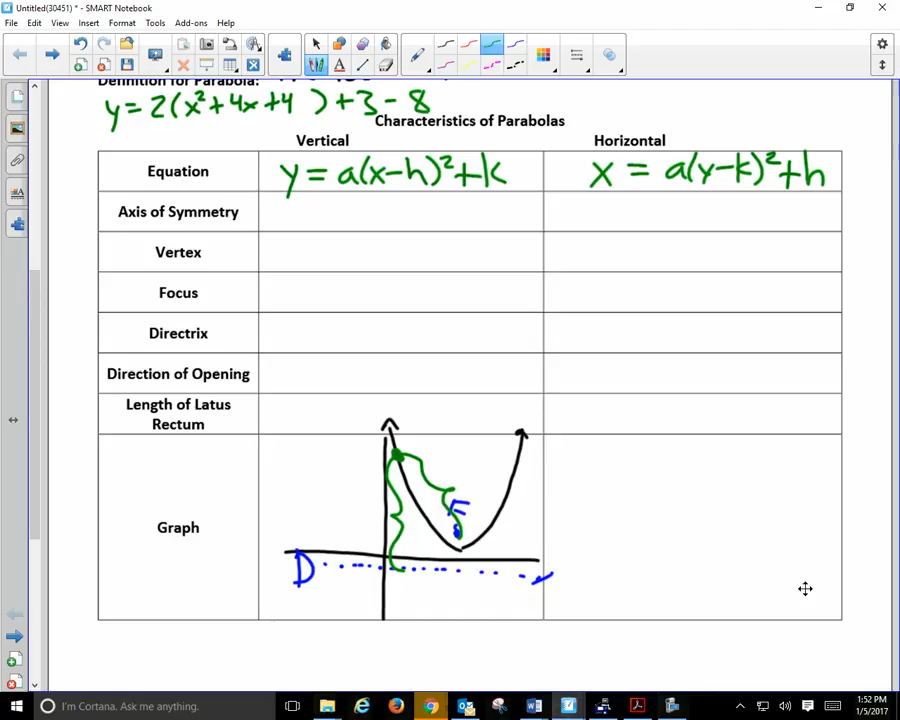 Untitled(30451) * - SMART Notebook
File Edit View Insert Format Tools Add-ons Help
Definition for Parabola:
y = 2(x²+4x+4 )+3-8
Characteristics of Parabolas
Vertical Horizontal
Equation y = a(x-h)²+k x = a(y-k)²+h
Axis of Symmetry
Vertex
Focus
Directrix
Direction of Opening
Length of Latus
Rectum
F
Graph
D
I'm Cortana. Ask me anything.
1:52 PM
1/5/2017